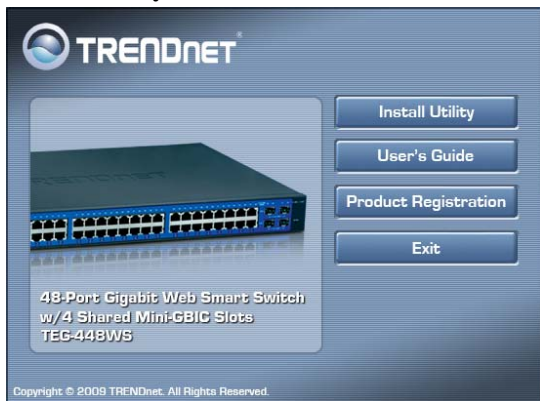 TRENDNET
Install Utility
User's Guide
Product Registration
Exit
48-Port Gigabit Web Smart Switch
w/4 Shared Mini-GBIC Slots
TEG-448WS
Copyright © 2009 TRENDnet. All Rights Reserved.